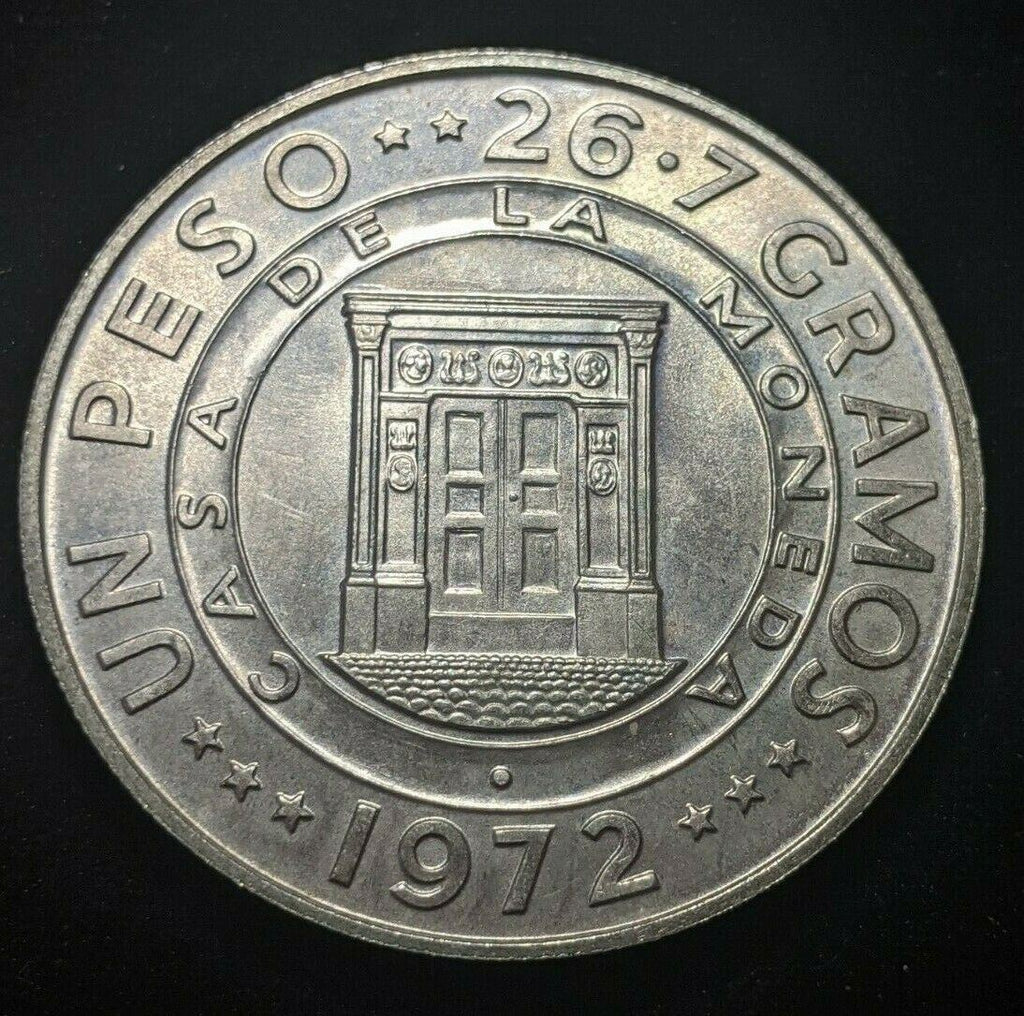 UN PESO 26.7 GRAMOS
CASA DE LA MONEDA
1972